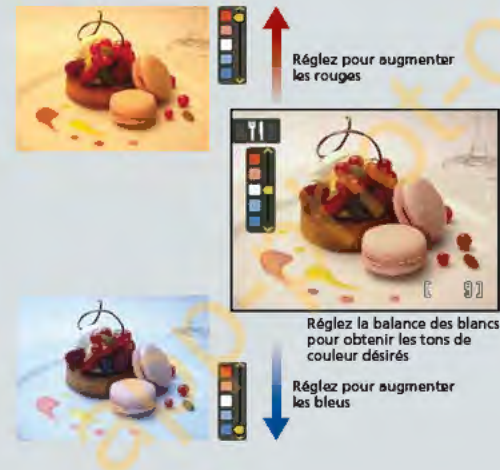 Réglez pour augmenter
les rouges
[ 9]
Réglez la balance des blancs
pour obtenir les tons de
couleur désirés
Réglez pour augmenter
les bleus